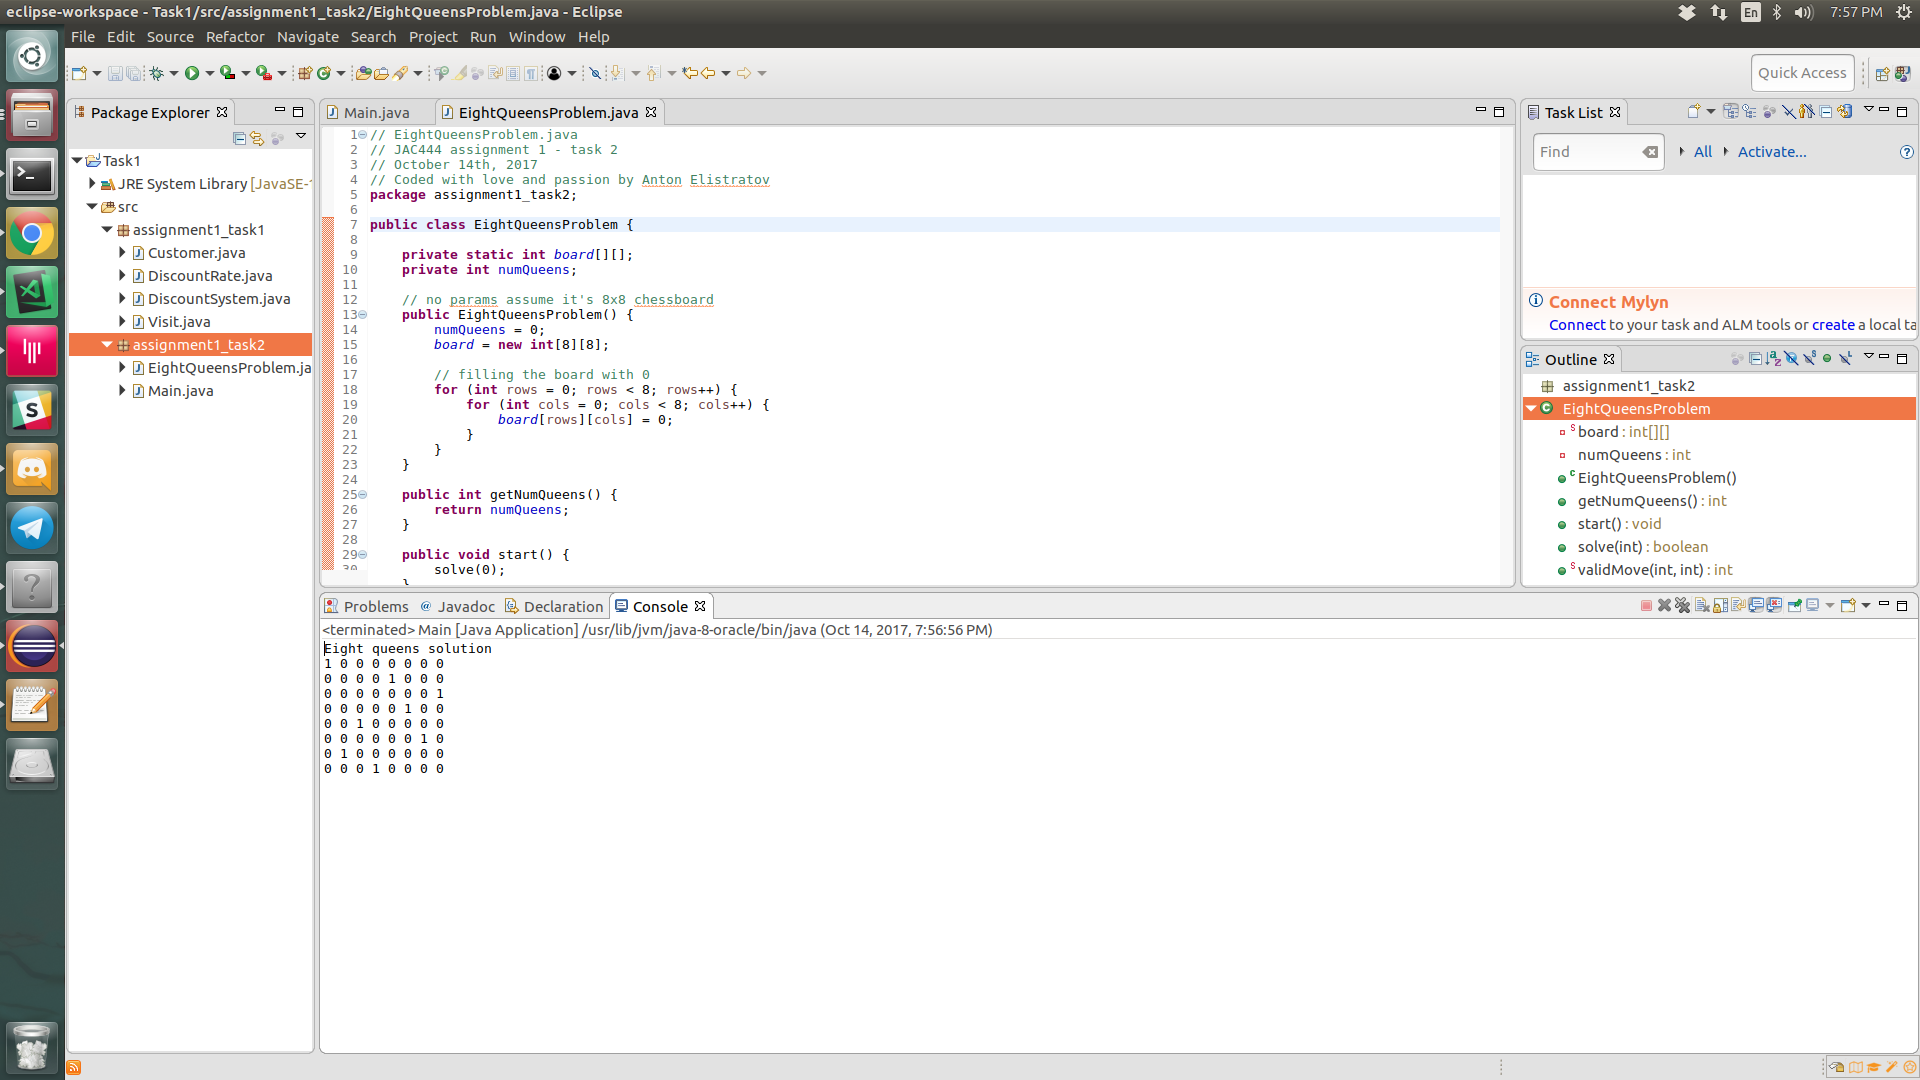 eclipse-workspace - Task1/src/assignment1_task2/EightQueensProblem.java - Eclipse
En
7:57 PM
File Edit Source Refactor Navigate Search Project Run Window Help
Quick Access
Package Explorer
Task1
JRE System Library [JavaSE-1
src
assignment1_task1
Customer.java
DiscountRate.java
DiscountSystem.java
Visit.java
assignment1_task2
EightQueensProblem.ja
Main.java
Main.java
EightQueensProblem.java
1 // EightQueensProblem.java
2 // JAC444 assignment 1 - task 2
3 // October 14th, 2017
4 // Coded with love and passion by Anton Elistratov
5 package assignment1_task2;
6
7 public class EightQueensProblem {
8
9     private static int board[][];
10     private int numQueens;
11
12     // no params assume it's 8x8 chessboard
13     public EightQueensProblem() {
14         numQueens = 0;
15         board = new int[8][8];
16
17         // filling the board with 0
18         for (int rows = 0; rows < 8; rows++) {
19             for (int cols = 0; cols < 8; cols++) {
20                 board[rows][cols] = 0;
21             }
22         }
23     }
24
25     public int getNumQueens() {
26         return numQueens;
27     }
28
29     public void start() {
30         solve(0);
    }
Task List
Find
All
Activate...
Connect Mylyn
Connect to your task and ALM tools or create a local ta
Outline
assignment1_task2
EightQueensProblem
board : int[][]
numQueens : int
EightQueensProblem()
getNumQueens() : int
start() : void
solve(int) : boolean
validMove(int, int) : int
Problems
Javadoc
Declaration
Console
<terminated> Main [Java Application] /usr/lib/jvm/java-8-oracle/bin/java (Oct 14, 2017, 7:56:56 PM)
Eight queens solution
1 0 0 0 0 0 0 0
0 0 0 0 1 0 0 0
0 0 0 0 0 0 0 1
0 0 0 0 0 1 0 0
0 0 1 0 0 0 0 0
0 0 0 0 0 0 1 0
0 1 0 0 0 0 0 0
0 0 0 1 0 0 0 0